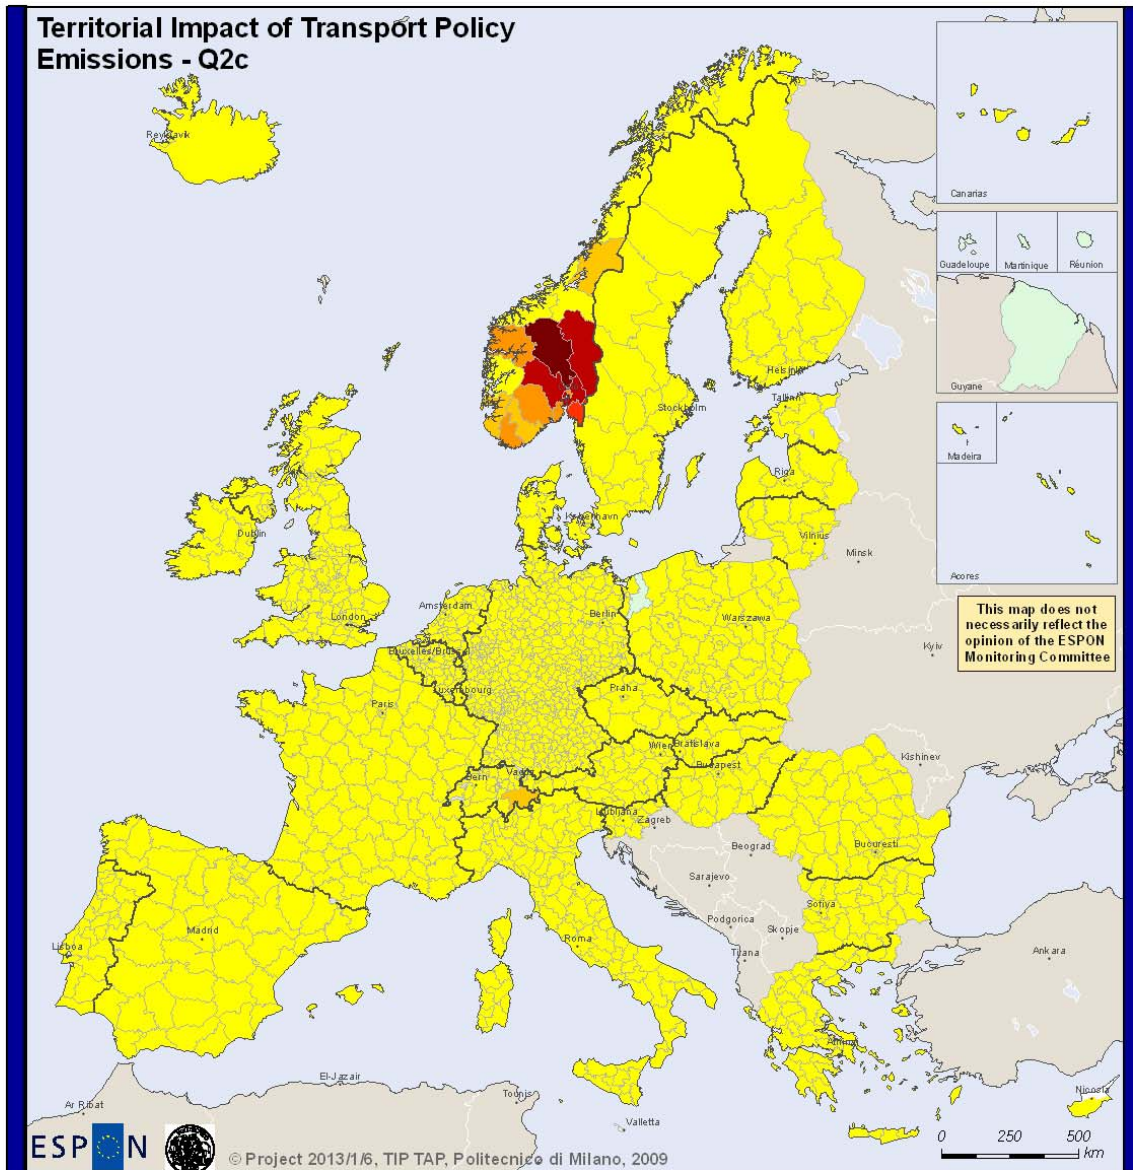 Territorial Impact of Transport Policy
Emissions - Q2c
Reykjavik
Canarias
Guadeloupe
Martinique
Réunion
Guyane
Helsinki
Tallinn
Stockholm
Madeira
Riga
Dublin
København
Vilnius
Minsk
Acores
Amsterdam
Berlin
Warszawa
London
This map does not
necessarily reflect the
opinion of the ESPON
Monitoring Committee
Bruxelles/Brussel
Kyiv
Luxembourg
Praha
Paris
Wien
Bratislava
Kishinev
Budapest
Bern
Vaduz
Ljubljana
Zagreb
Beograd
Bucuresti
Sarajevo
Sofiya
Podgorica
Skopje
Madrid
Lisboa
Roma
Tirana
Ankara
Athinai
El-Jazair
Tounis
Nicosia
Ar Ribat
Valletta
ESPON
© Project 2013/1/6, TIP TAP, Politecnico di Milano, 2009
0 250 500
km